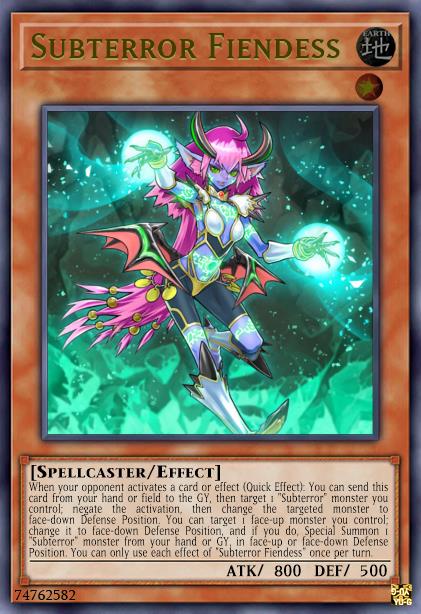 SUBTERROR FIENDESS
EARTH
地
[SPELLCASTER/EFFECT]
When your opponent activates a card or effect (Quick Effect): You can send this
card from your hand or field to the GY, then target 1 "Subterror" monster you
control; negate the activation, then change the targeted monster to
face-down Defense Position. You can target 1 face-up monster you control;
change it to face-down Defense Position, and if you do, Special Summon 1
"Subterror" monster from your hand or GY, in face-up or face-down Defense
Position. You can only use each effect of "Subterror Fiendess" once per turn.
ATK/ 800 DEF/ 500
74762582